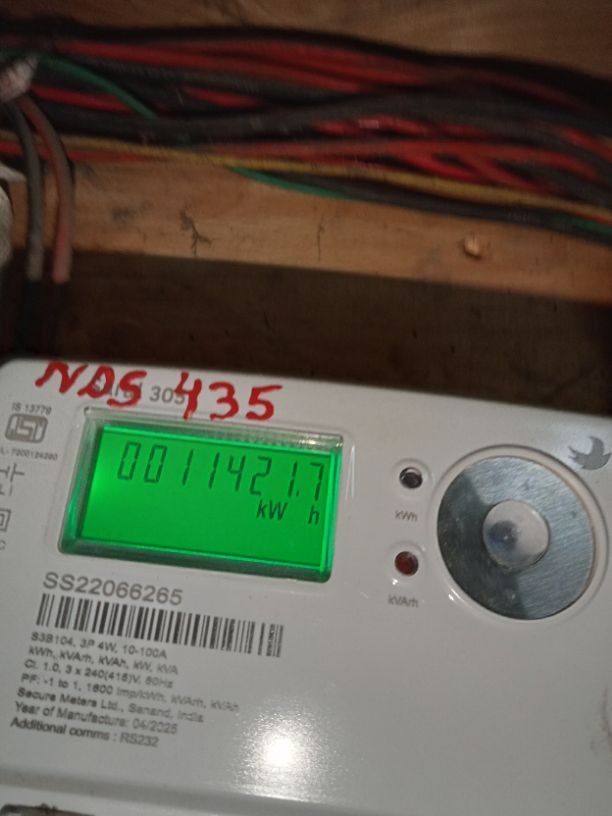 NDS 435
305
IS 13779
0011421.7
kW h
kWh
kVArh
SS22066265
S3B104, 3P 4W, 10-100A
kWh, kVArh, kVAh, kW, kVA
Cl. 1.0, 3 x 240(415)V, 50Hz
PF: -1 to 1, 1600 imp/kWh, kVArh, kVAh
Secure Meters Ltd., Sanand, India
Year of Manufacture: 04/2025
Additional comms : RS232